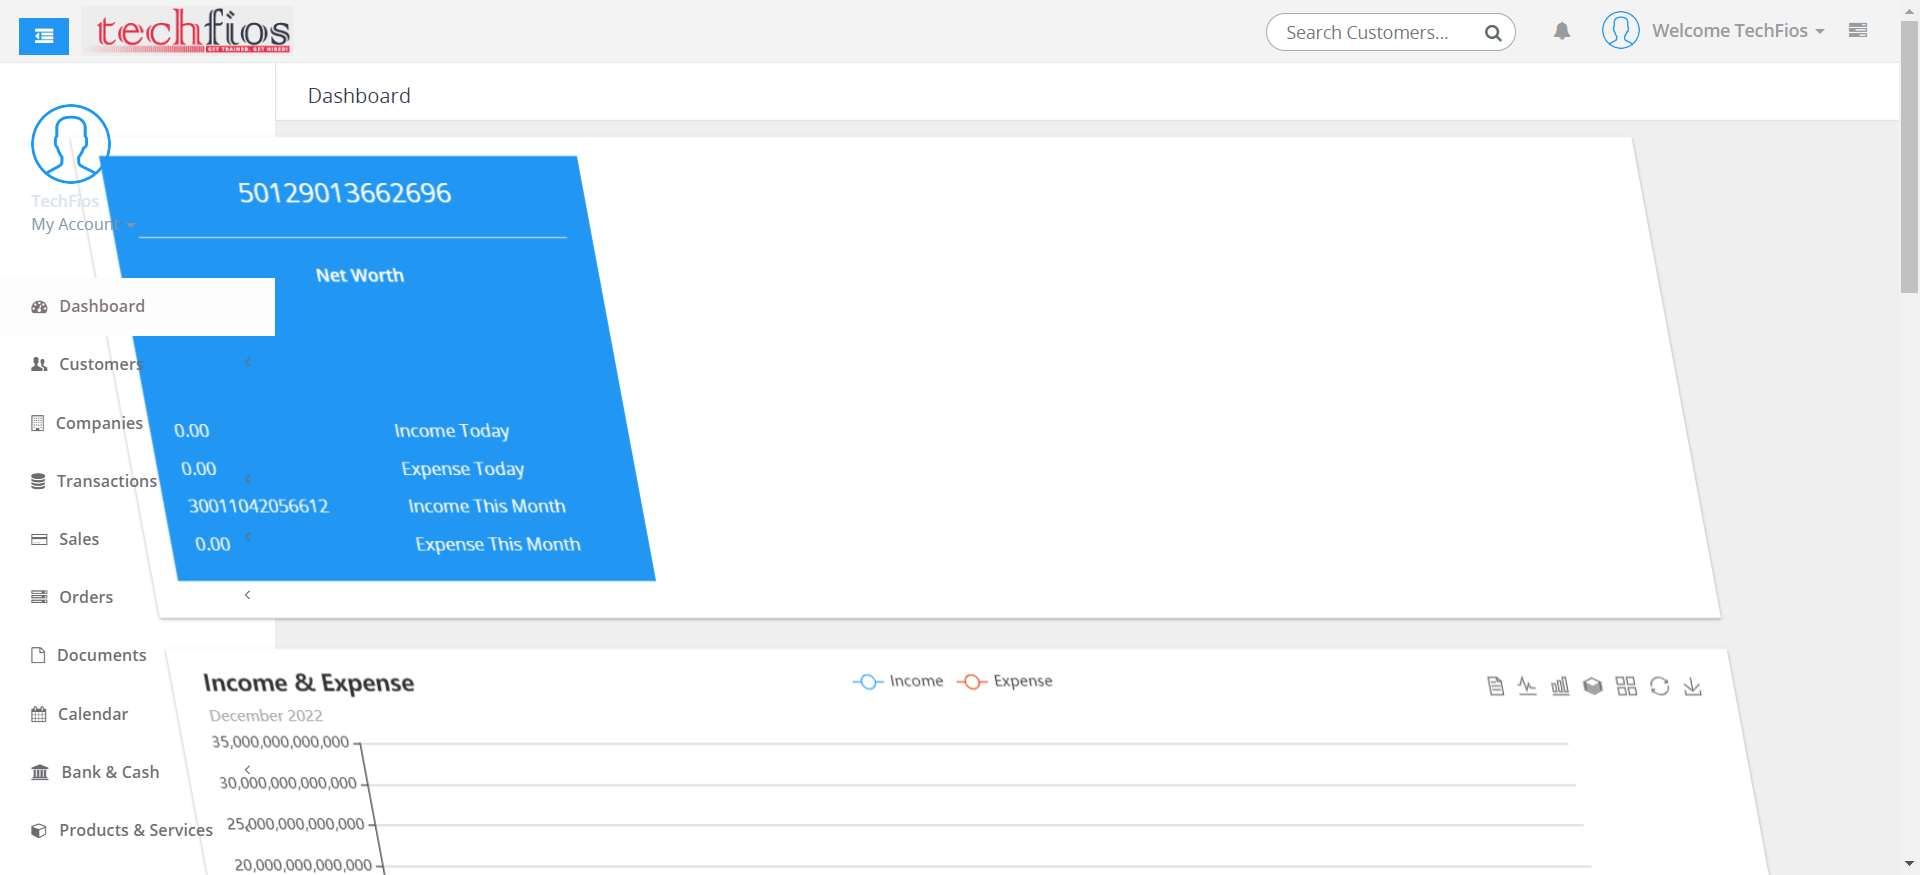 techfios
GET TRAINED. GET HIRED!
Search Customers...
Welcome TechFios
Dashboard
TechFios
My Account
Dashboard
Customers
Companies
Transactions
Sales
Orders
Documents
Calendar
Bank & Cash
Products & Services
50129013662696
Net Worth
0.00 Income Today
0.00 Expense Today
30011042056612 Income This Month
0.00 Expense This Month
Income & Expense
December 2022
Income Expense
35,000,000,000,000
30,000,000,000,000
25,000,000,000,000
20,000,000,000,000